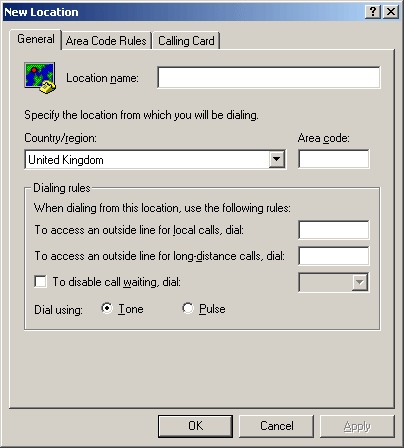 New Location
General Area Code Rules Calling Card
Location name:
Specify the location from which you will be dialing.
Country/region: Area code:
United Kingdom
Dialing rules
When dialing from this location, use the following rules:
To access an outside line for local calls, dial:
To access an outside line for long-distance calls, dial:
To disable call waiting, dial:
Dial using: Tone Pulse
OK Cancel Apply